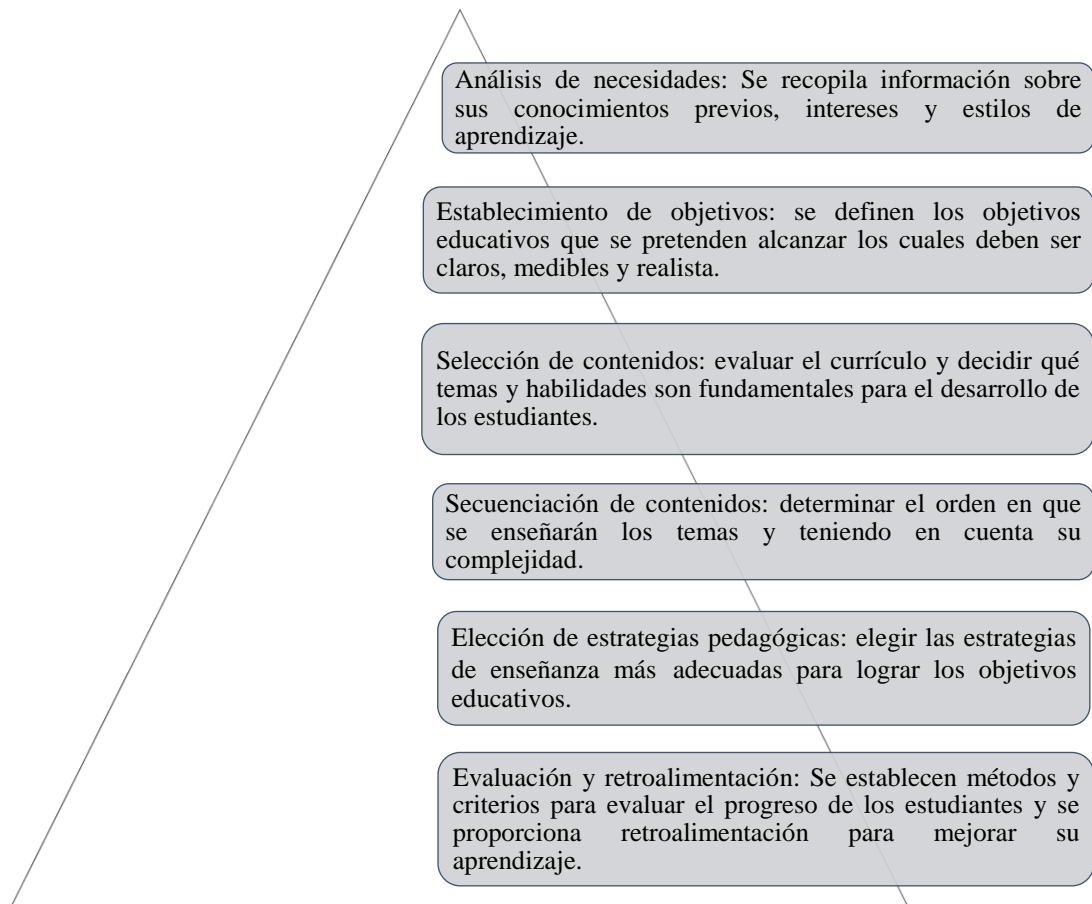 Análisis de necesidades: Se recopila información sobre
sus conocimientos previos, intereses y estilos de
aprendizaje.
Establecimiento de objetivos: se definen los objetivos
educativos que se pretenden alcanzar los cuales deben ser
claros, medibles y realista.
Selección de contenidos: evaluar el currículo y decidir qué
temas y habilidades son fundamentales para el desarrollo de
los estudiantes.
Secuenciación de contenidos: determinar el orden en que
se enseñarán los temas y teniendo en cuenta su
complejidad.
Elección de estrategias pedagógicas: elegir las estrategias
de enseñanza más adecuadas para lograr los objetivos
educativos.
Evaluación y retroalimentación: Se establecen métodos y
criterios para evaluar el progreso de los estudiantes y se
proporciona retroalimentación para mejorar su
aprendizaje.